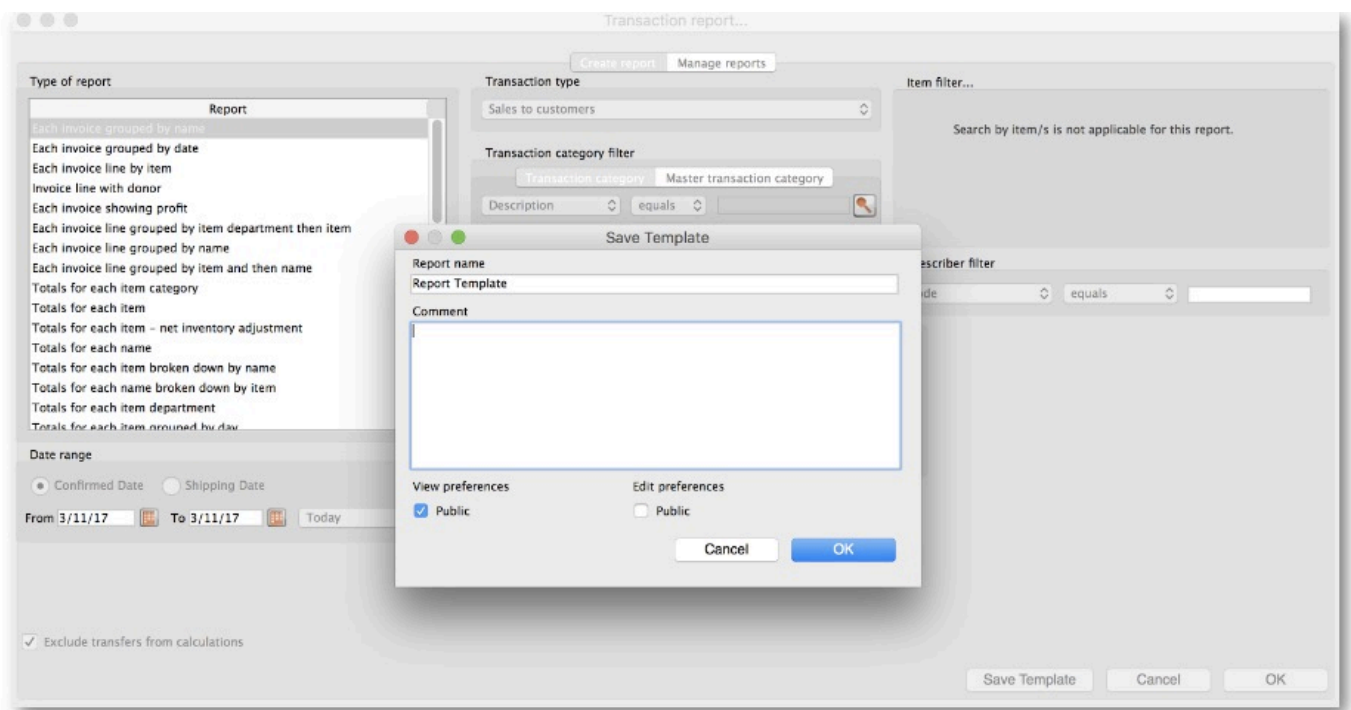 Transaction report...
Create report Manage reports
Type of report
Report
Each invoice grouped by name
Each invoice grouped by date
Each invoice line by item
Invoice line with donor
Each invoice showing profit
Each invoice line grouped by item department then item
Each invoice line grouped by name
Each invoice line grouped by item and then name
Totals for each item category
Totals for each item
Totals for each item - net inventory adjustment
Totals for each name
Totals for each item broken down by name
Totals for each name broken down by item
Totals for each item department
Totals for each item grouped by day
Date range
Confirmed Date Shipping Date
From 3/11/17 To 3/11/17 Today
Exclude transfers from calculations
Transaction type
Sales to customers
Transaction category filter
Transaction category Master transaction category
Description equals
Item filter...
Search by item/s is not applicable for this report.
filter
equals
Save Template
Report name
Report Template
Comment
View preferences Edit preferences
Public Public
Cancel OK
Save Template Cancel OK